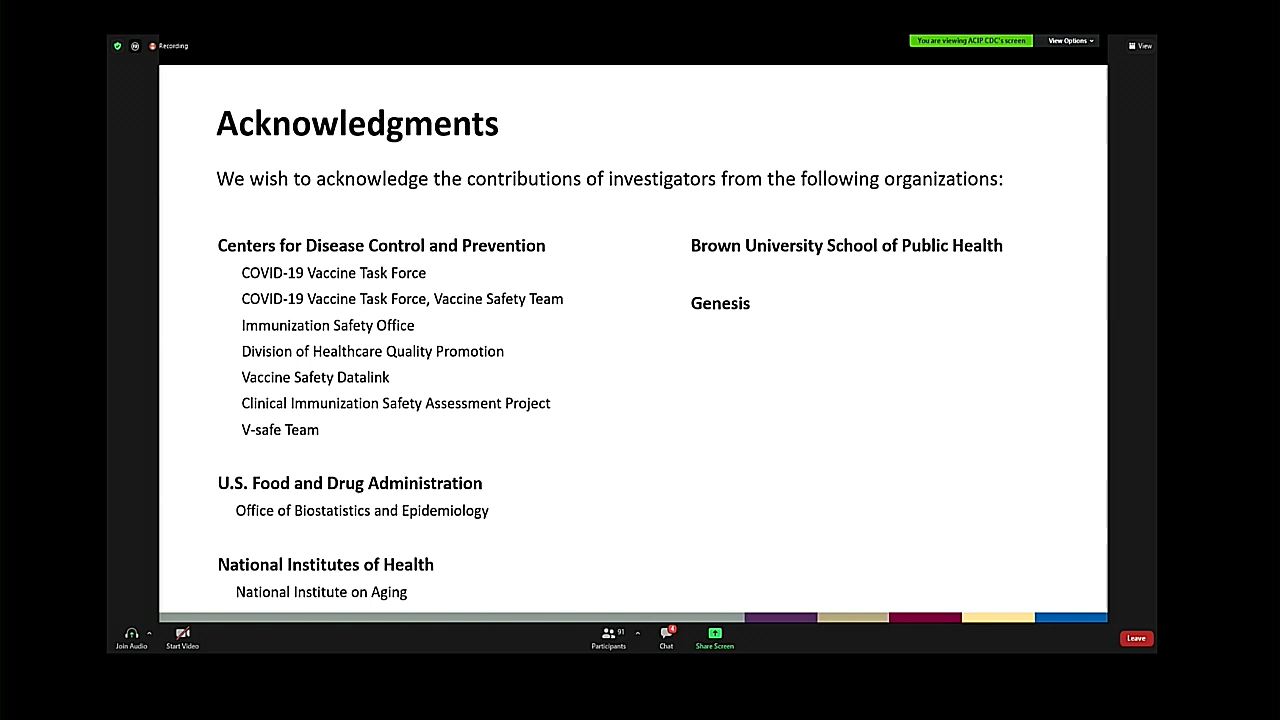 Recording
You are viewing ACIP CDC's screen
View Options
View
Acknowledgments
We wish to acknowledge the contributions of investigators from the following organizations:
Centers for Disease Control and Prevention
COVID-19 Vaccine Task Force
COVID-19 Vaccine Task Force, Vaccine Safety Team
Immunization Safety Office
Division of Healthcare Quality Promotion
Vaccine Safety Datalink
Clinical Immunization Safety Assessment Project
V-safe Team
U.S. Food and Drug Administration
Office of Biostatistics and Epidemiology
National Institutes of Health
National Institute on Aging
Brown University School of Public Health
Genesis
Join Audio
Start Video
91
Participants
Chat
Share Screen
Leave